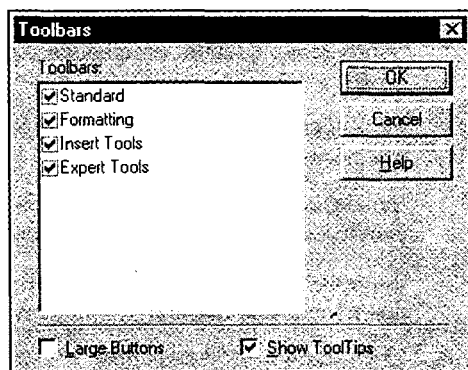 Toolbars
Toolbars:
Standard
Formatting
Insert Tools
Expert Tools
OK
Cancel
Help
Large Buttons
Show ToolTips